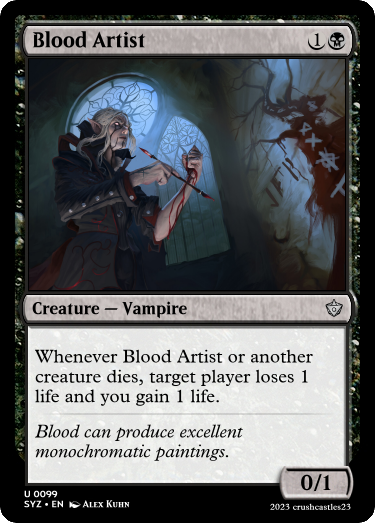 Blood Artist 1
Creature — Vampire
Whenever Blood Artist or another
creature dies, target player loses 1
life and you gain 1 life.
Blood can produce excellent
monochromatic paintings.
0/1
U 0099
SYZ • EN Alex Kuhn
2023 crushcastles23